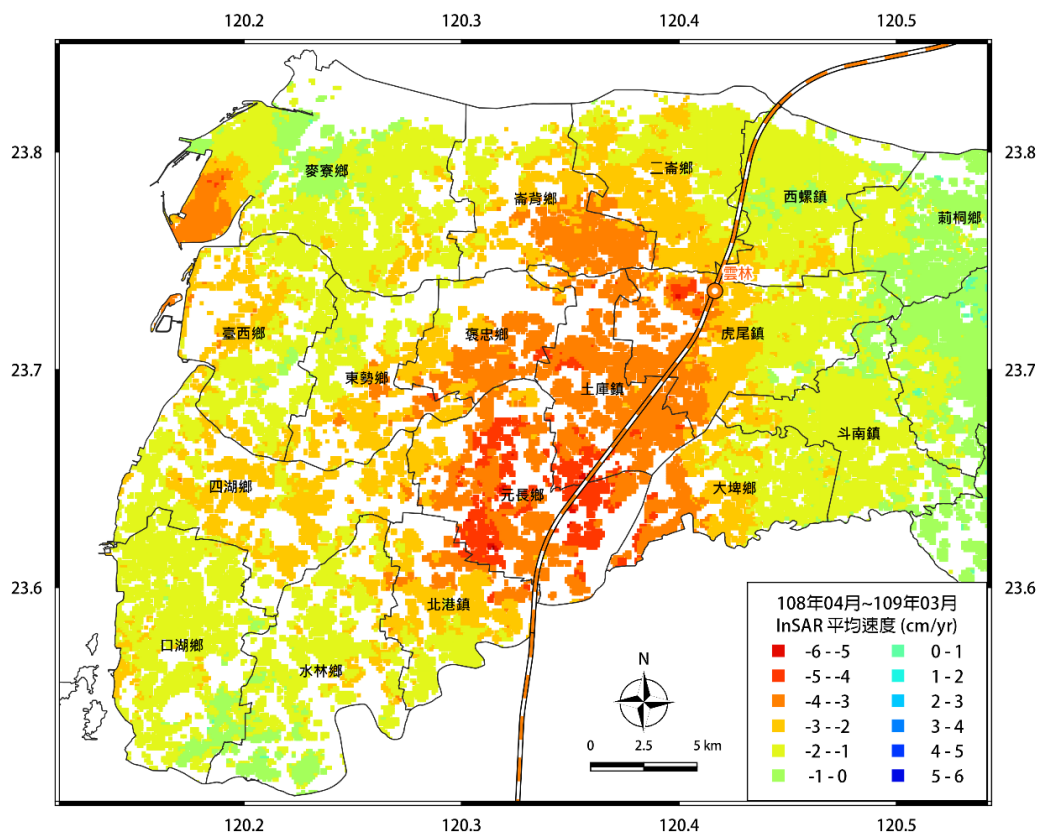 120.2 120.3 120.4 120.5
23.8 23.8
麥寮鄉
二崙鄉
崙背鄉
西螺鎮
莿桐鄉
雲林
臺西鄉
褒忠鄉
虎尾鎮
23.7 23.7
東勢鄉
土庫鎮
斗南鎮
四湖鄉
元長鄉
大埤鄉
23.6 23.6
北港鎮
口湖鄉
水林鄉
N
0 2.5 5 km
108年04月~109年03月
InSAR 平均速度 (cm/yr)
-6 - -5 0 - 1
-5 - -4 1 - 2
-4 - -3 2 - 3
-3 - -2 3 - 4
-2 - -1 4 - 5
-1 - 0 5 - 6
120.2 120.3 120.4 120.5